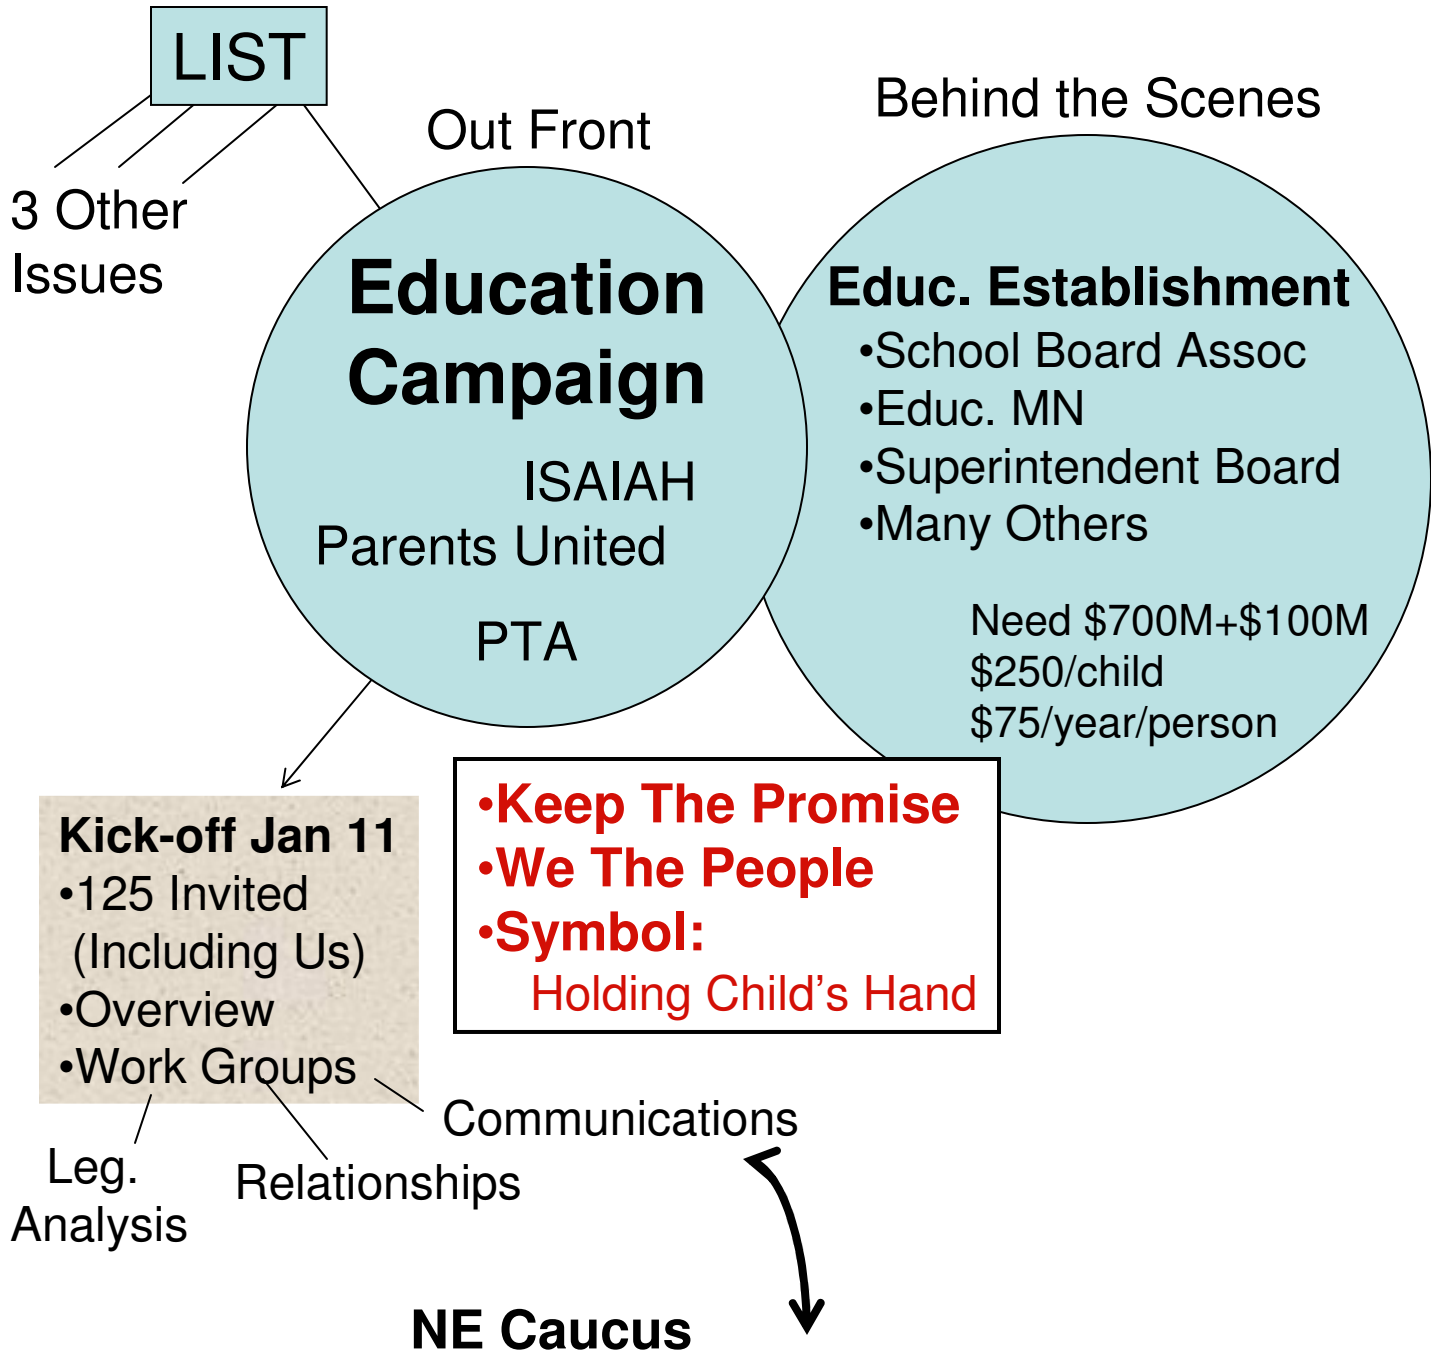 LIST
3 Other
Issues
Out Front
Education
Campaign
ISAIAH
Parents United
PTA
Behind the Scenes
Educ. Establishment
•School Board Assoc
•Educ. MN
•Superintendent Board
•Many Others
Need $700M+$100M
$250/child
$75/year/person
•Keep The Promise
•We The People
•Symbol:
Holding Child's Hand
Kick-off Jan 11
•125 Invited
(Including Us)
•Overview
•Work Groups
Leg.
Analysis
Relationships
Communications
NE Caucus